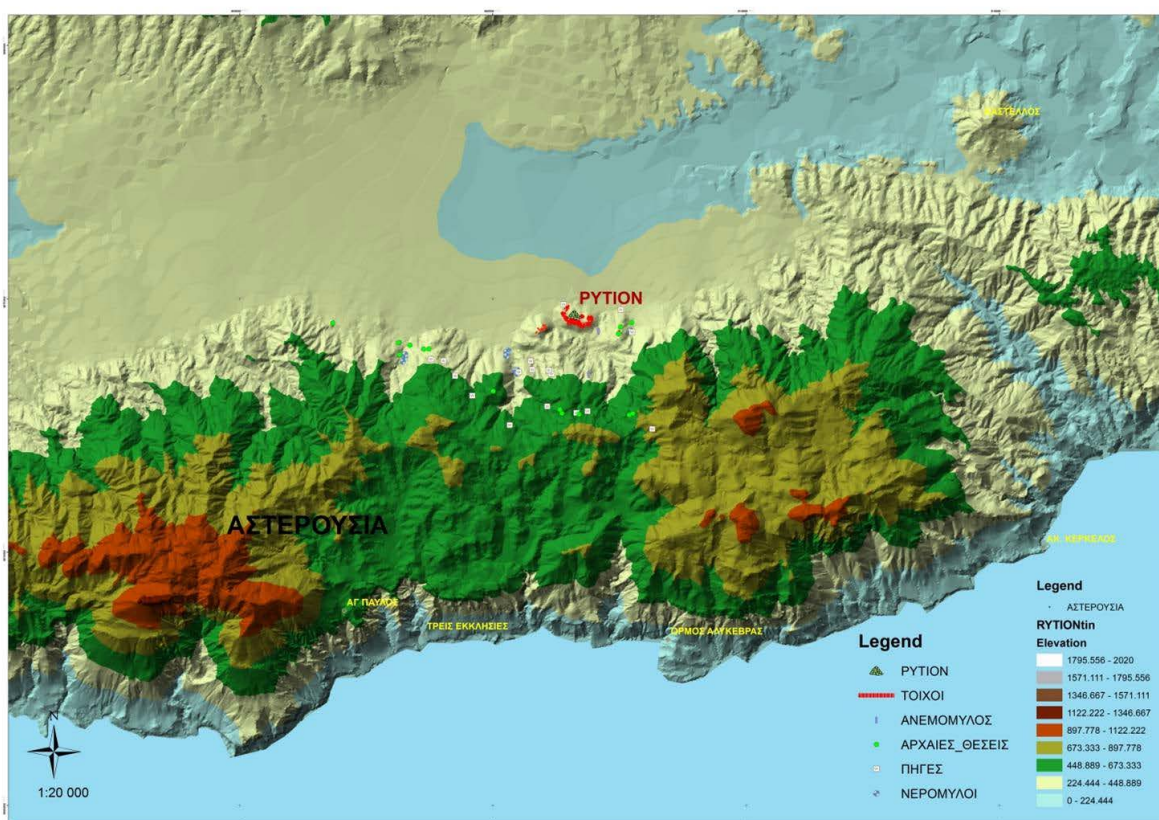 ΡΥΤΙΟΝ
ΑΣΤΕΡΟΥΣΙΑ
ΑΚ. ΚΕΡΚΕΛΟΣ
ΑΓ ΠΑΥΛΟΣ
ΤΡΕΙΣ ΕΚΚΛΗΣΙΕΣ
ΟΡΜΟΣ ΑΛΥΚΕΒΡΑΣ
N
1:20 000
Legend
ΡΥΤΙΟΝ
ΤΟΙΧΟΙ
ΑΝΕΜΟΜΥΛΟΣ
ΑΡΧΑΙΕΣ_ΘΕΣΕΙΣ
ΠΗΓΕΣ
ΝΕΡΟΜΥΛΟΙ
Legend
ΑΣΤΕΡΟΥΣΙΑ
RYTIONtin
Elevation
1795.556 - 2020
1571.111 - 1795.556
1346.667 - 1571.111
1122.222 - 1346.667
897.778 - 1122.222
673.333 - 897.778
448.889 - 673.333
224.444 - 448.889
0 - 224.444